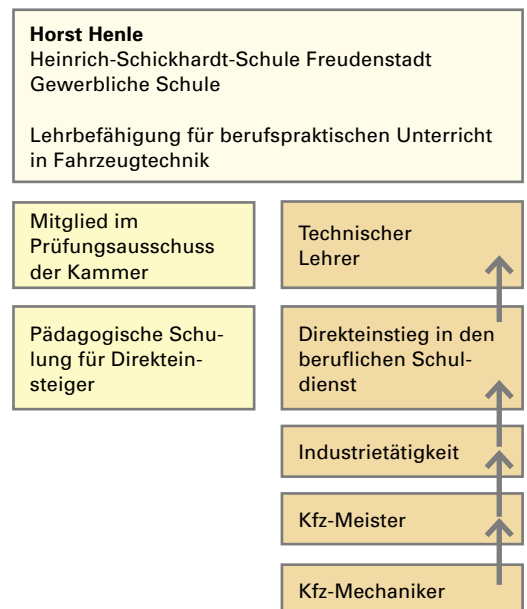 Horst Henle
Heinrich-Schickhardt-Schule Freudenstadt
Gewerbliche Schule
Lehrbefähigung für berufspraktischen Unterricht
in Fahrzeugtechnik
Mitglied im
Prüfungsausschuss
der Kammer
Technischer
Lehrer
Pädagogische Schu-
lung für Direktein-
steiger
Direkteinstieg in den
beruflichen Schul-
dienst
Industrietätigkeit
Kfz-Meister
Kfz-Mechaniker